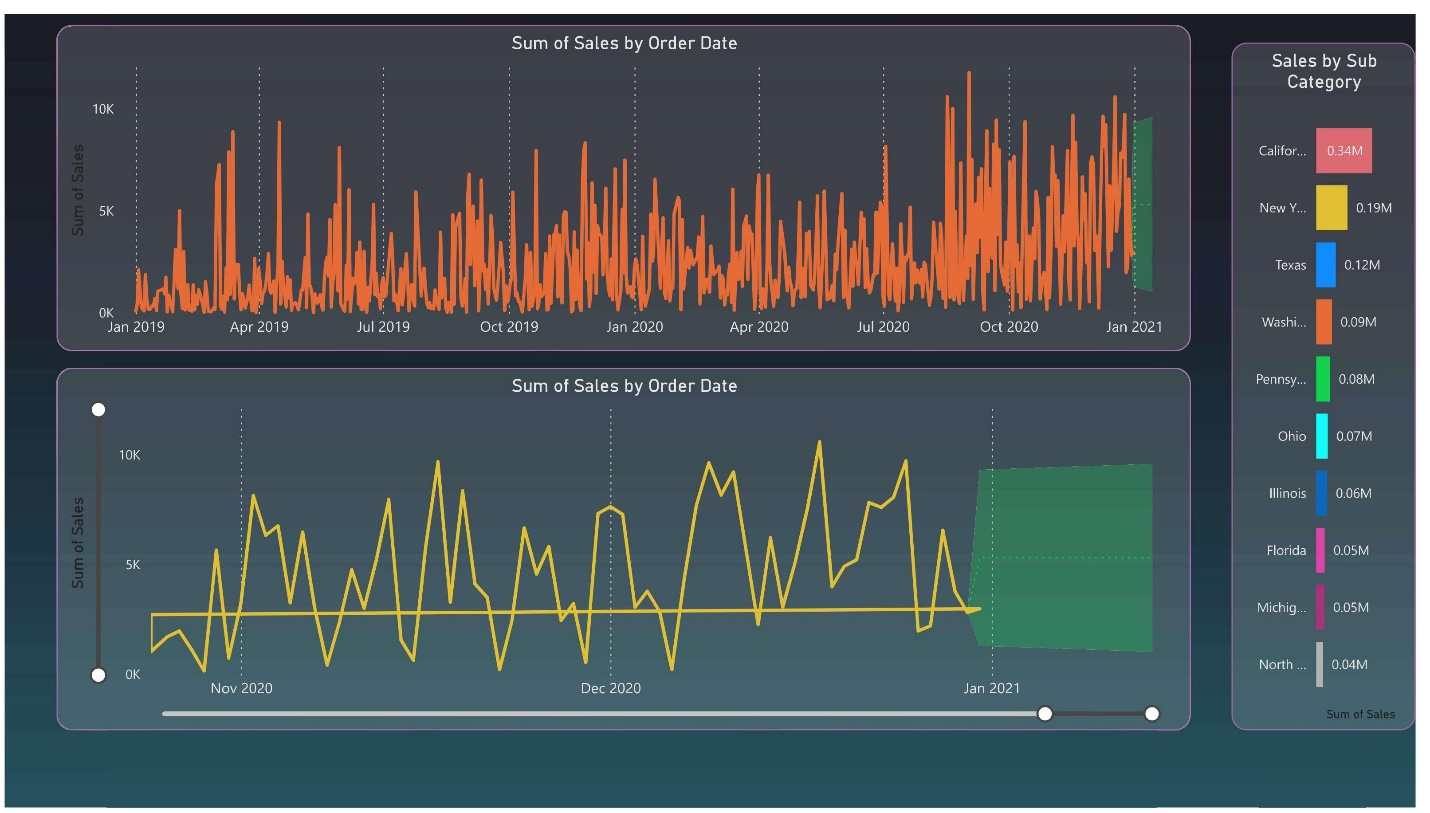 Sum of Sales by Order Date
Sum of Sales
10K
5K
0K
Jan 2019 Apr 2019 Jul 2019 Oct 2019 Jan 2020 Apr 2020 Jul 2020 Oct 2020 Jan 2021
Sum of Sales by Order Date
Sum of Sales
10K
5K
0K
Nov 2020 Dec 2020 Jan 2021
Sales by Sub
Category
Califor... 0.34M
New Y... 0.19M
Texas 0.12M
Washi... 0.09M
Pennsy... 0.08M
Ohio 0.07M
Illinois 0.06M
Florida 0.05M
Michig... 0.05M
North ... 0.04M
Sum of Sales